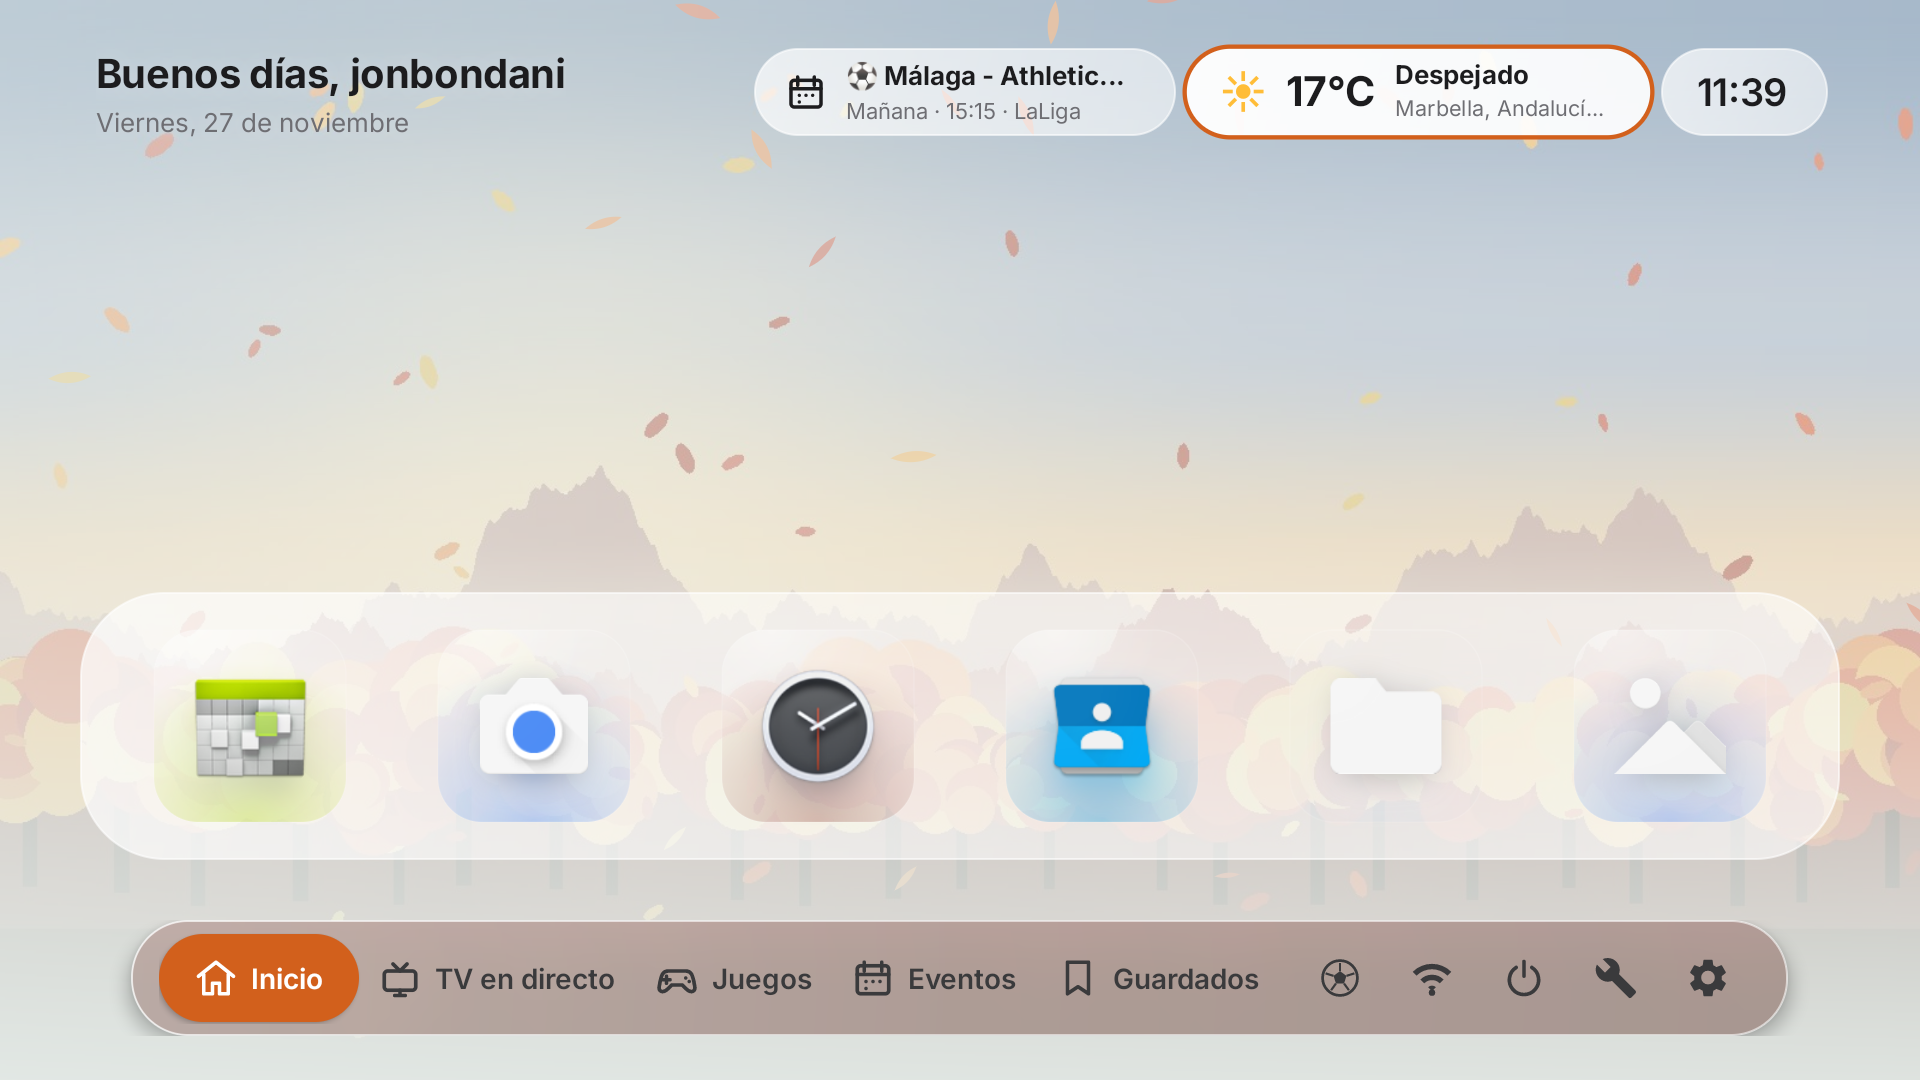 Buenos días, jonbondani
Viernes, 27 de noviembre
⚽ Málaga - Athletic...
Mañana · 15:15 · LaLiga
17°C
Despejado
Marbella, Andalucí...
11:39
Inicio
TV en directo
Juegos
Eventos
Guardados